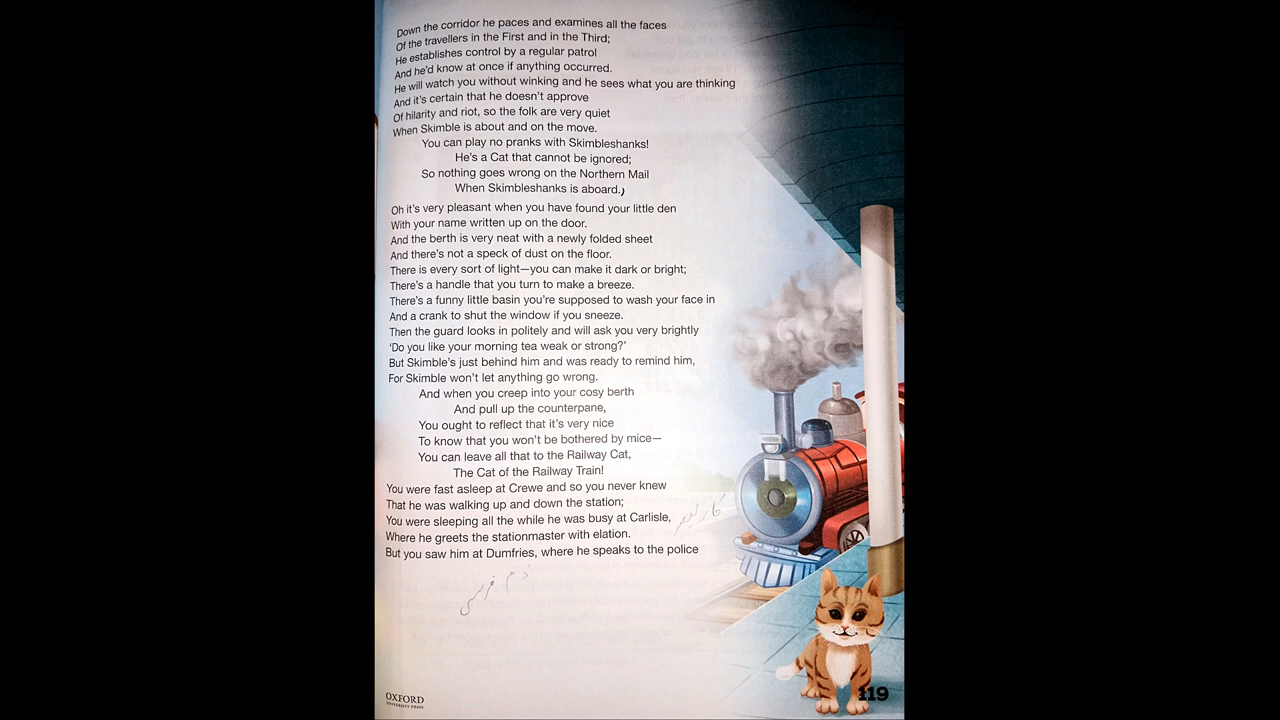 Down the corridor he paces and examines all the faces
Of the travellers in the First and in the Third;
He establishes control by a regular patrol
And he'd know at once if anything occurred.
He will watch you without winking and he sees what you are thinking
And it's certain that he doesn't approve
Of hilarity and riot, so the folk are very quiet
When Skimble is about and on the move.
You can play no pranks with Skimbleshanks!
He's a Cat that cannot be ignored;
So nothing goes wrong on the Northern Mail
When Skimbleshanks is aboard.)
Oh it's very pleasant when you have found your little den
With your name written up on the door.
And the berth is very neat with a newly folded sheet
And there's not a speck of dust on the floor.
There is every sort of light—you can make it dark or bright;
There's a handle that you turn to make a breeze.
There's a funny little basin you're supposed to wash your face in
And a crank to shut the window if you sneeze.
Then the guard looks in politely and will ask you very brightly
'Do you like your morning tea weak or strong?'
But Skimble's just behind him and was ready to remind him,
For Skimble won't let anything go wrong.
And when you creep into your cosy berth
And pull up the counterpane,
You ought to reflect that it's very nice
To know that you won't be bothered by mice—
You can leave all that to the Railway Cat,
The Cat of the Railway Train!
You were fast asleep at Crewe and so you never knew
That he was walking up and down the station;
You were sleeping all the while he was busy at Carlisle,
Where he greets the stationmaster with elation.
But you saw him at Dumfries, where he speaks to the police
OXFORD
UNIVERSITY PRESS
119